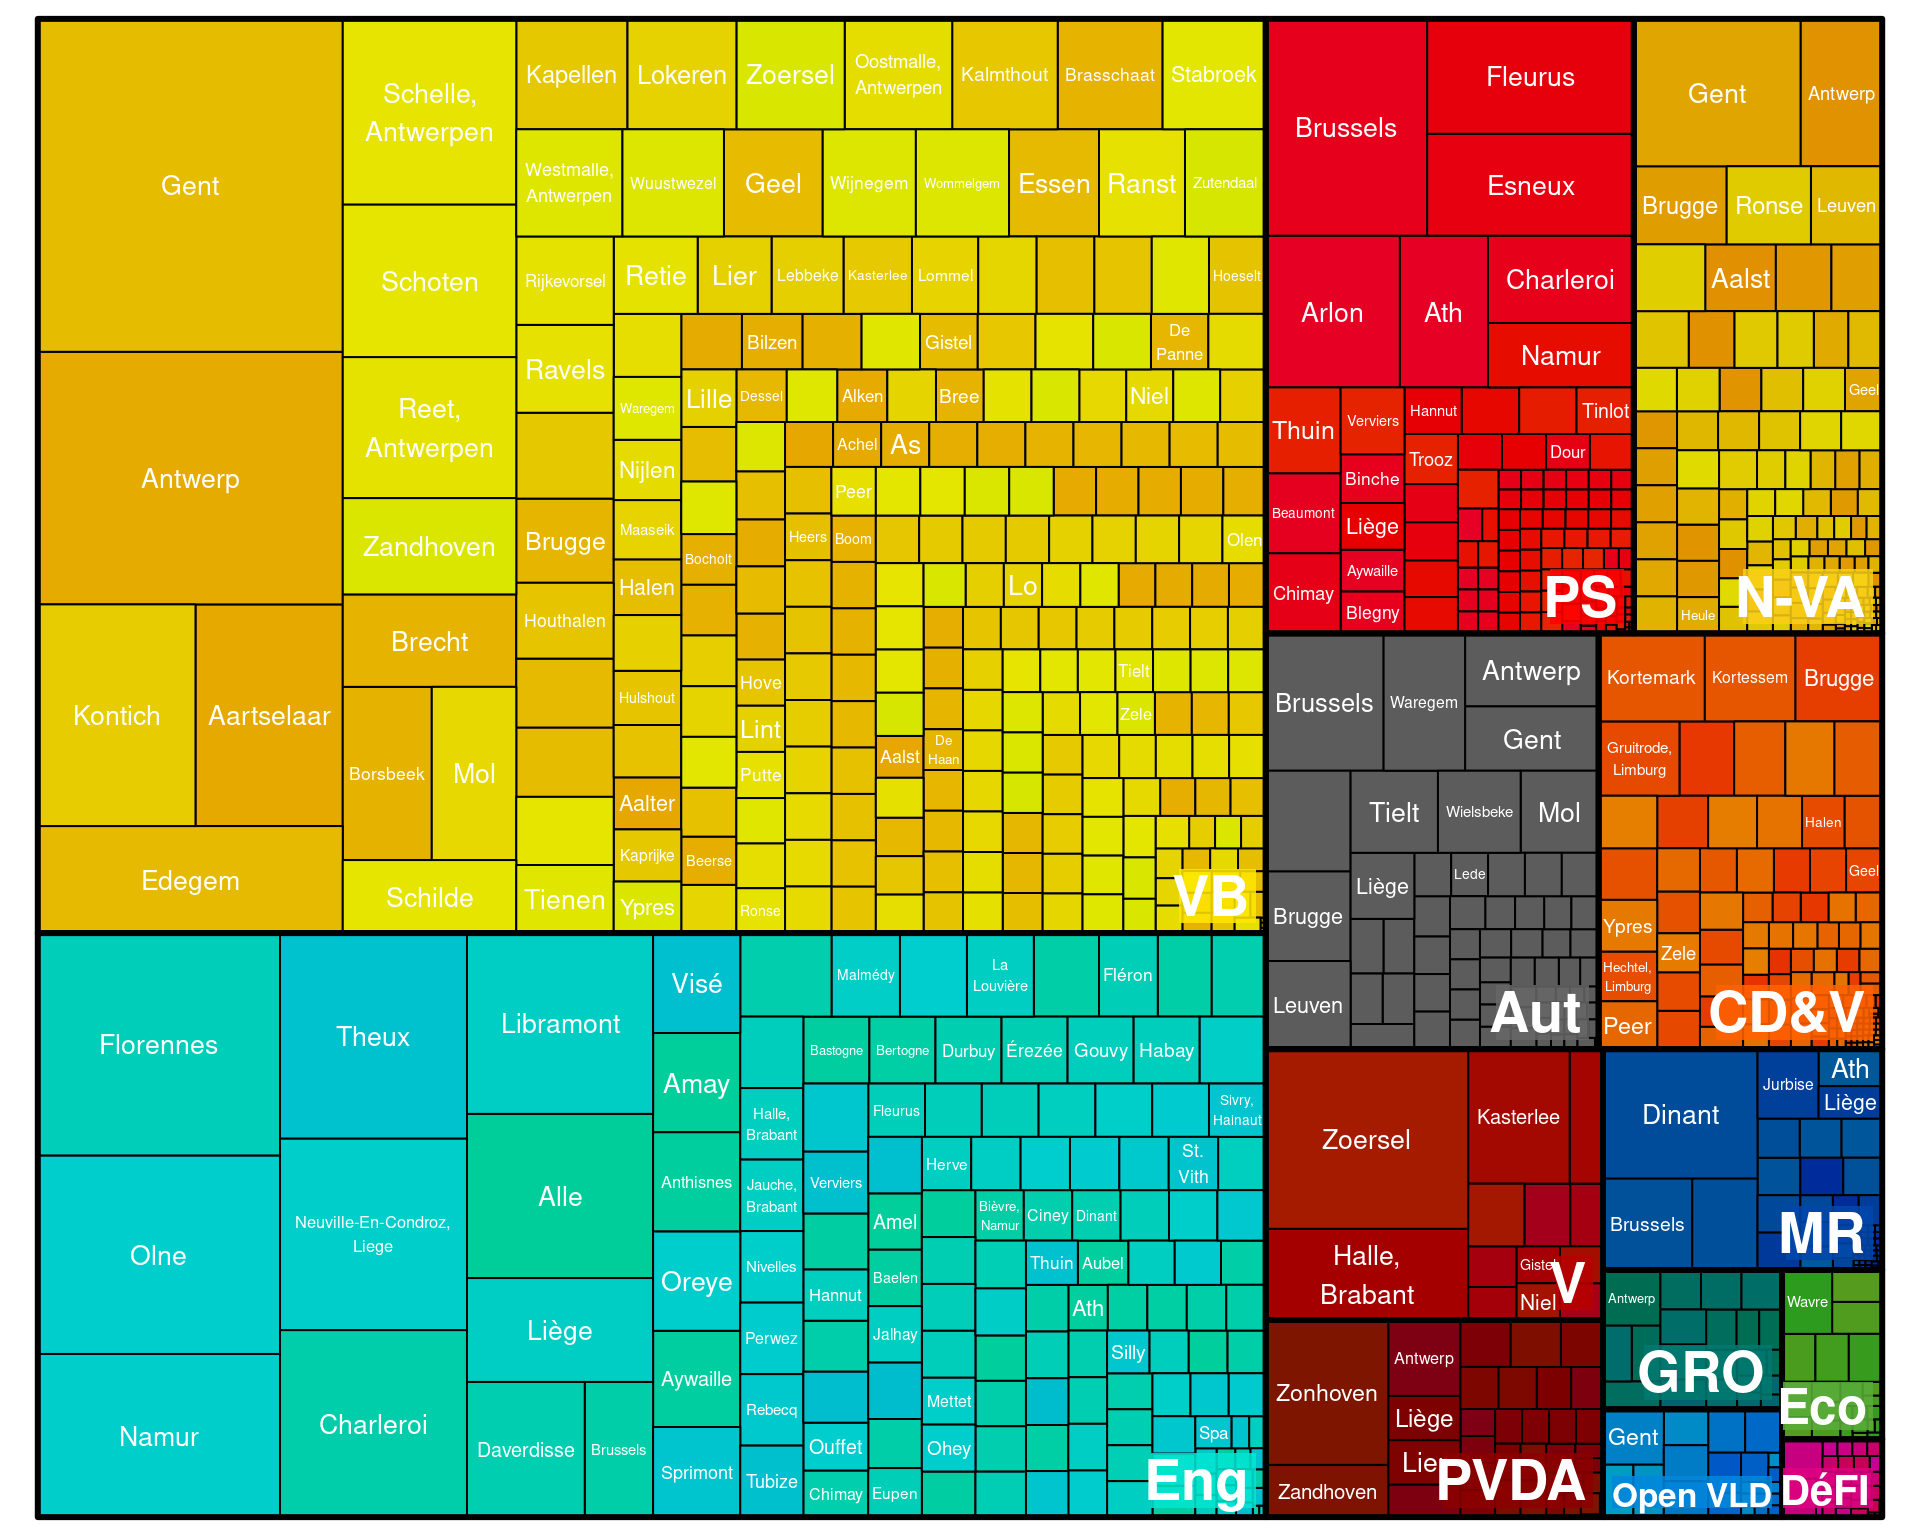 Gent
Antwerp
Kontich
Aartselaar
Edegem
Schelle,
Antwerpen
Schoten
Reet,
Antwerpen
Zandhoven
Brecht
Borsbeek
Mol
Schilde
Kapellen
Lokeren
Zoersel
Oostmalle,
Antwerpen
Kalmthout
Brasschaat
Stabroek
Westmalle,
Antwerpen
Wuustwezel
Geel
Wijnegem
Wommelgem
Essen
Ranst
Zutendaal
Rijkevorsel
Ravels
Brugge
Houthalen
Tienen
Retie
Lier
Lebbeke
Kasterlee
Lommel
Hoeselt
Waregem
Nijlen
Maaseik
Halen
Hulshout
Aalter
Kaprijke
Ypres
Bilzen
Gistel
De
Panne
Lille
Bocholt
Beerse
Dessel
Alken
Bree
Niel
Hove
Lint
Putte
Ronse
Achel
As
Heers
Peer
Boom
Olen
Lo
Tielt
Zele
Aalst
De
Haan
VB
Florennes
Olne
Namur
Theux
Neuville-En-Condroz,
Liege
Charleroi
Libramont
Alle
Liège
Daverdisse
Brussels
Visé
Amay
Anthisnes
Oreye
Aywaille
Sprimont
Malmédy
La
Louvière
Fléron
Halle,
Brabant
Jauche,
Brabant
Nivelles
Perwez
Rebecq
Tubize
Bastogne
Bertogne
Durbuy
Érezée
Gouvy
Habay
Verviers
Hannut
Ouffet
Chimay
Fleurus
Sivry,
Hainaut
Amel
Baelen
Jalhay
Eupen
Herve
St.
Vith
Mettet
Ohey
Bièvre,
Namur
Ciney
Dinant
Thuin
Aubel
Ath
Silly
Spa
Eng
Brussels
Fleurus
Esneux
Arlon
Ath
Charleroi
Namur
Thuin
Beaumont
Chimay
Verviers
Binche
Liège
Aywaille
Blegny
Hannut
Tinlot
Trooz
Dour
PS
Gent
Antwerp
Brugge
Ronse
Leuven
Aalst
Geel
Heule
N-VA
Brussels
Waregem
Antwerp
Gent
Brugge
Leuven
Tielt
Wielsbeke
Mol
Liège
Lede
Aut
Kortemark
Kortessem
Brugge
Gruitrode,
Limburg
Halen
Geel
Ypres
Hechtel,
Limburg
Peer
Zele
CD&V
Zoersel
Halle,
Brabant
Kasterlee
Gistel
Niel
V
Zonhoven
Zandhoven
Antwerp
Liège
Lier
PVDA
Dinant
Brussels
Jurbise
Ath
Liège
MR
Antwerp
GRO
Wavre
Eco
Gent
Open VLD
DéFI